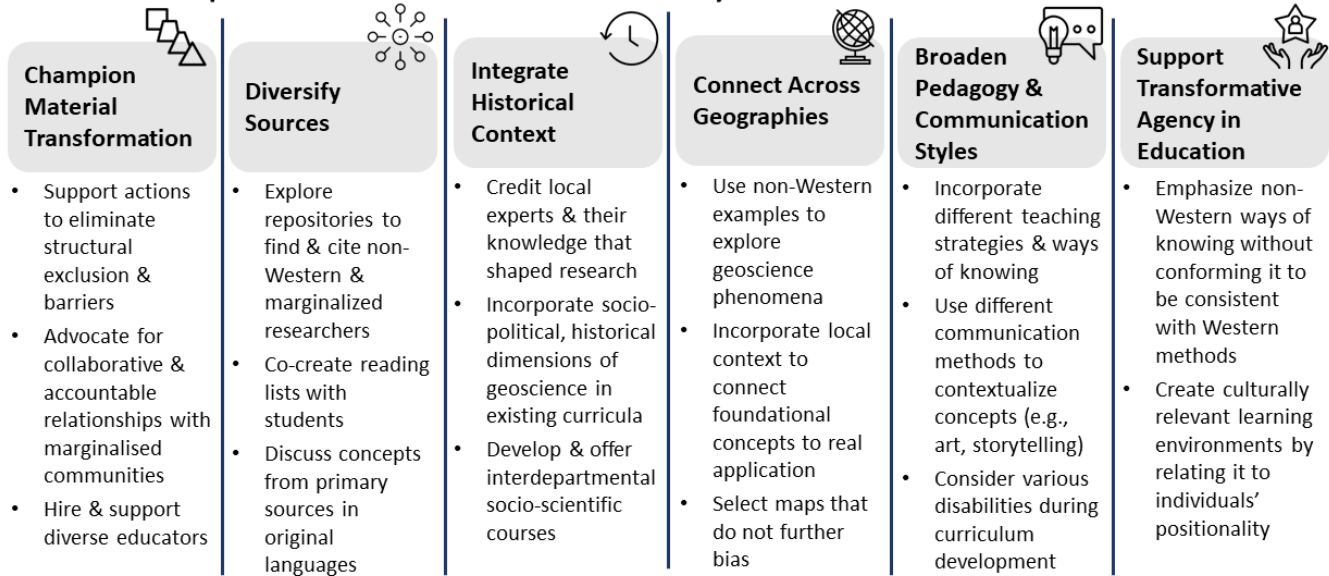 Champion
Material
Transformation
• Support actions
to eliminate
structural
exclusion &
barriers
• Advocate for
collaborative &
accountable
relationships with
marginalised
communities
• Hire & support
diverse educators
Diversify
Sources
• Explore
repositories to
find & cite non-
Western &
marginalized
researchers
• Co-create reading
lists with
students
• Discuss concepts
from primary
sources in
original
languages
Integrate
Historical
Context
• Credit local
experts & their
knowledge that
shaped research
• Incorporate socio-
political, historical
dimensions of
geoscience in
existing curricula
• Develop & offer
interdepartmental
socio-scientific
courses
Connect Across
Geographies
• Use non-Western
examples to
explore
geoscience
phenomena
• Incorporate local
context to
connect
foundational
concepts to real
application
• Select maps that
do not further
bias
Broaden
Pedagogy &
Communication
Styles
• Incorporate
different teaching
strategies & ways
of knowing
• Use different
communication
methods to
contextualize
concepts (e.g.,
art, storytelling)
• Consider various
disabilities during
curriculum
development
Support
Transformative
Agency in
Education
• Emphasize non-
Western ways of
knowing without
conforming it to
be consistent
with Western
methods
• Create culturally
relevant learning
environments by
relating it to
individuals’
positionality